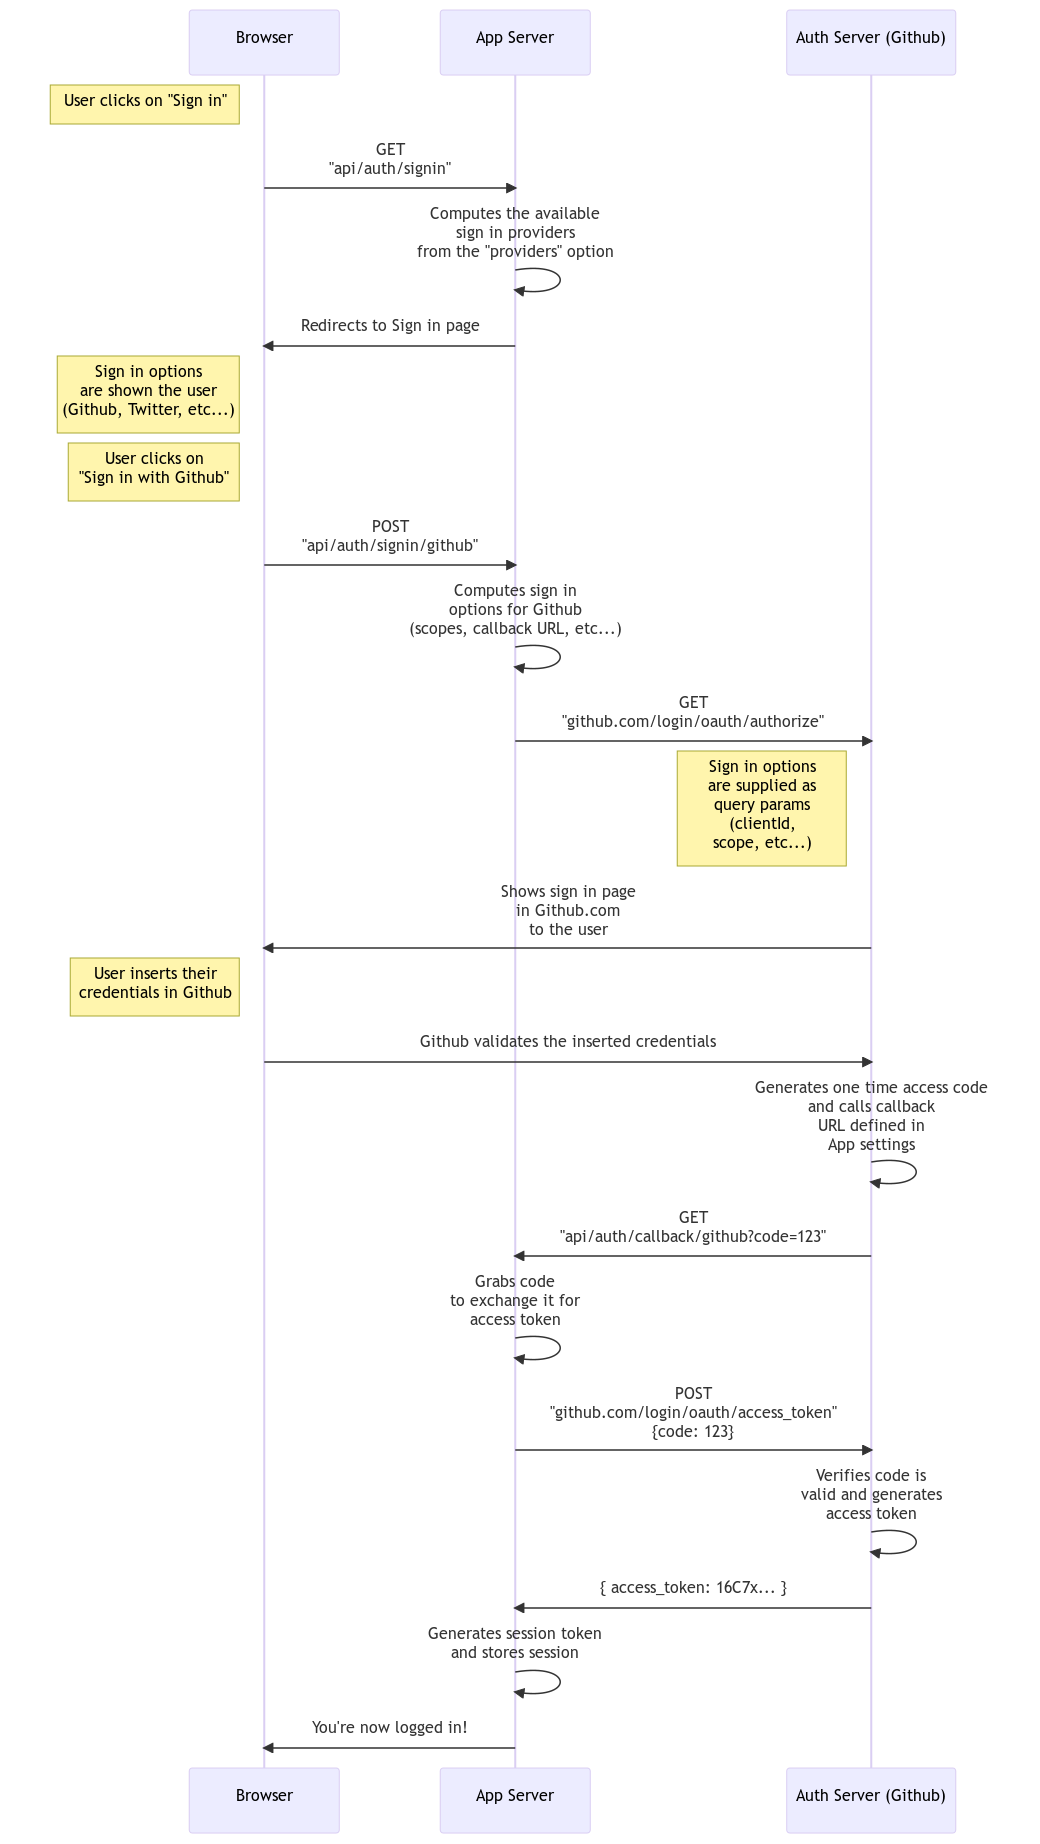 Browser
App Server
Auth Server (Github)
User clicks on "Sign in"
GET
"api/auth/signin"
Computes the available
sign in providers
from the "providers" option
Redirects to Sign in page
Sign in options
are shown the user
(Github, Twitter, etc...)
User clicks on
"Sign in with Github"
POST
"api/auth/signin/github"
Computes sign in
options for Github
(scopes, callback URL, etc...)
GET
"github.com/login/oauth/authorize"
Sign in options
are supplied as
query params
(clientId,
scope, etc...)
Shows sign in page
in Github.com
to the user
User inserts their
credentials in Github
Github validates the inserted credentials
Generates one time access code
and calls callback
URL defined in
App settings
GET
"api/auth/callback/github?code=123"
Grabs code
to exchange it for
access token
POST
"github.com/login/oauth/access_token"
{code: 123}
Verifies code is
valid and generates
access token
{ access_token: 16C7x... }
Generates session token
and stores session
You're now logged in!
Browser
App Server
Auth Server (Github)